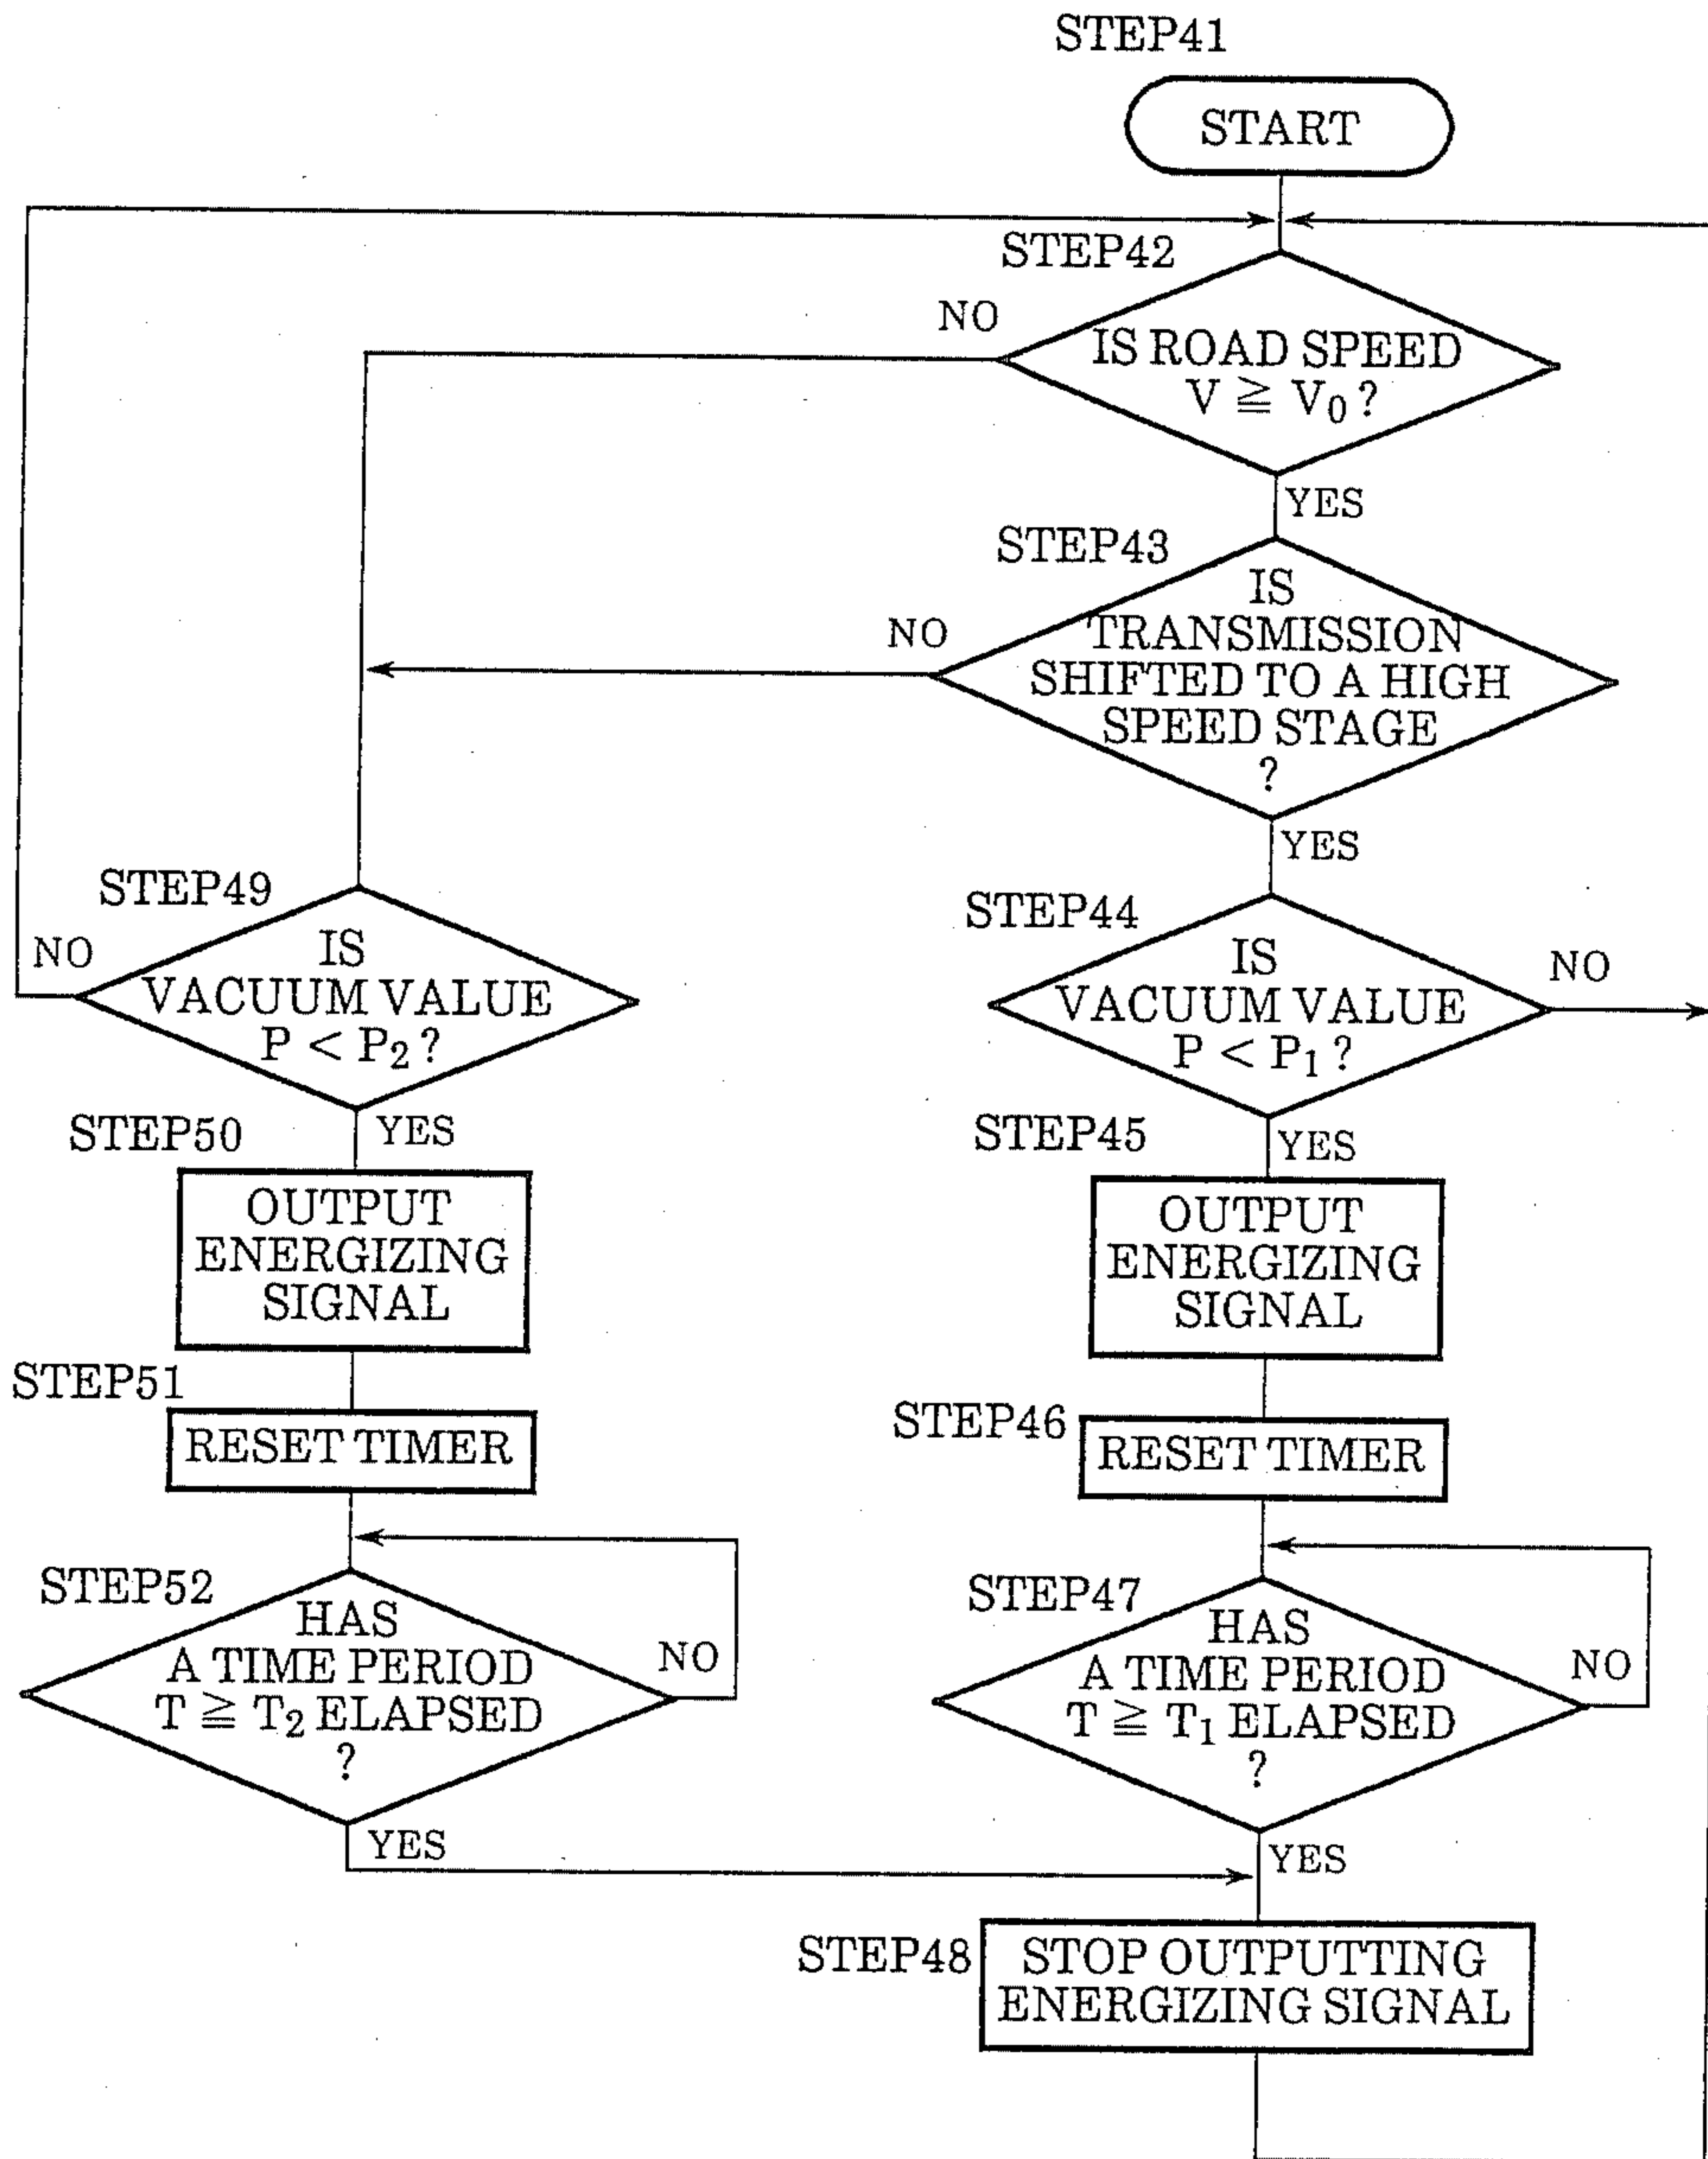 STEP41
START
STEP42
NO
IS ROAD SPEED
V ≧ V₀ ?
YES
STEP43
NO
IS
TRANSMISSION
SHIFTED TO A HIGH
SPEED STAGE
?
YES
STEP44
IS
VACUUM VALUE
P < P₁ ?
NO
YES
STEP45
OUTPUT
ENERGIZING
SIGNAL
STEP46
RESET TIMER
STEP47
HAS
A TIME PERIOD
T ≧ T₁ ELAPSED
?
NO
YES
STEP48
STOP OUTPUTTING
ENERGIZING SIGNAL
STEP49
NO
IS
VACUUM VALUE
P < P₂ ?
YES
STEP50
OUTPUT
ENERGIZING
SIGNAL
STEP51
RESET TIMER
STEP52
HAS
A TIME PERIOD
T ≧ T₂ ELAPSED
?
NO
YES